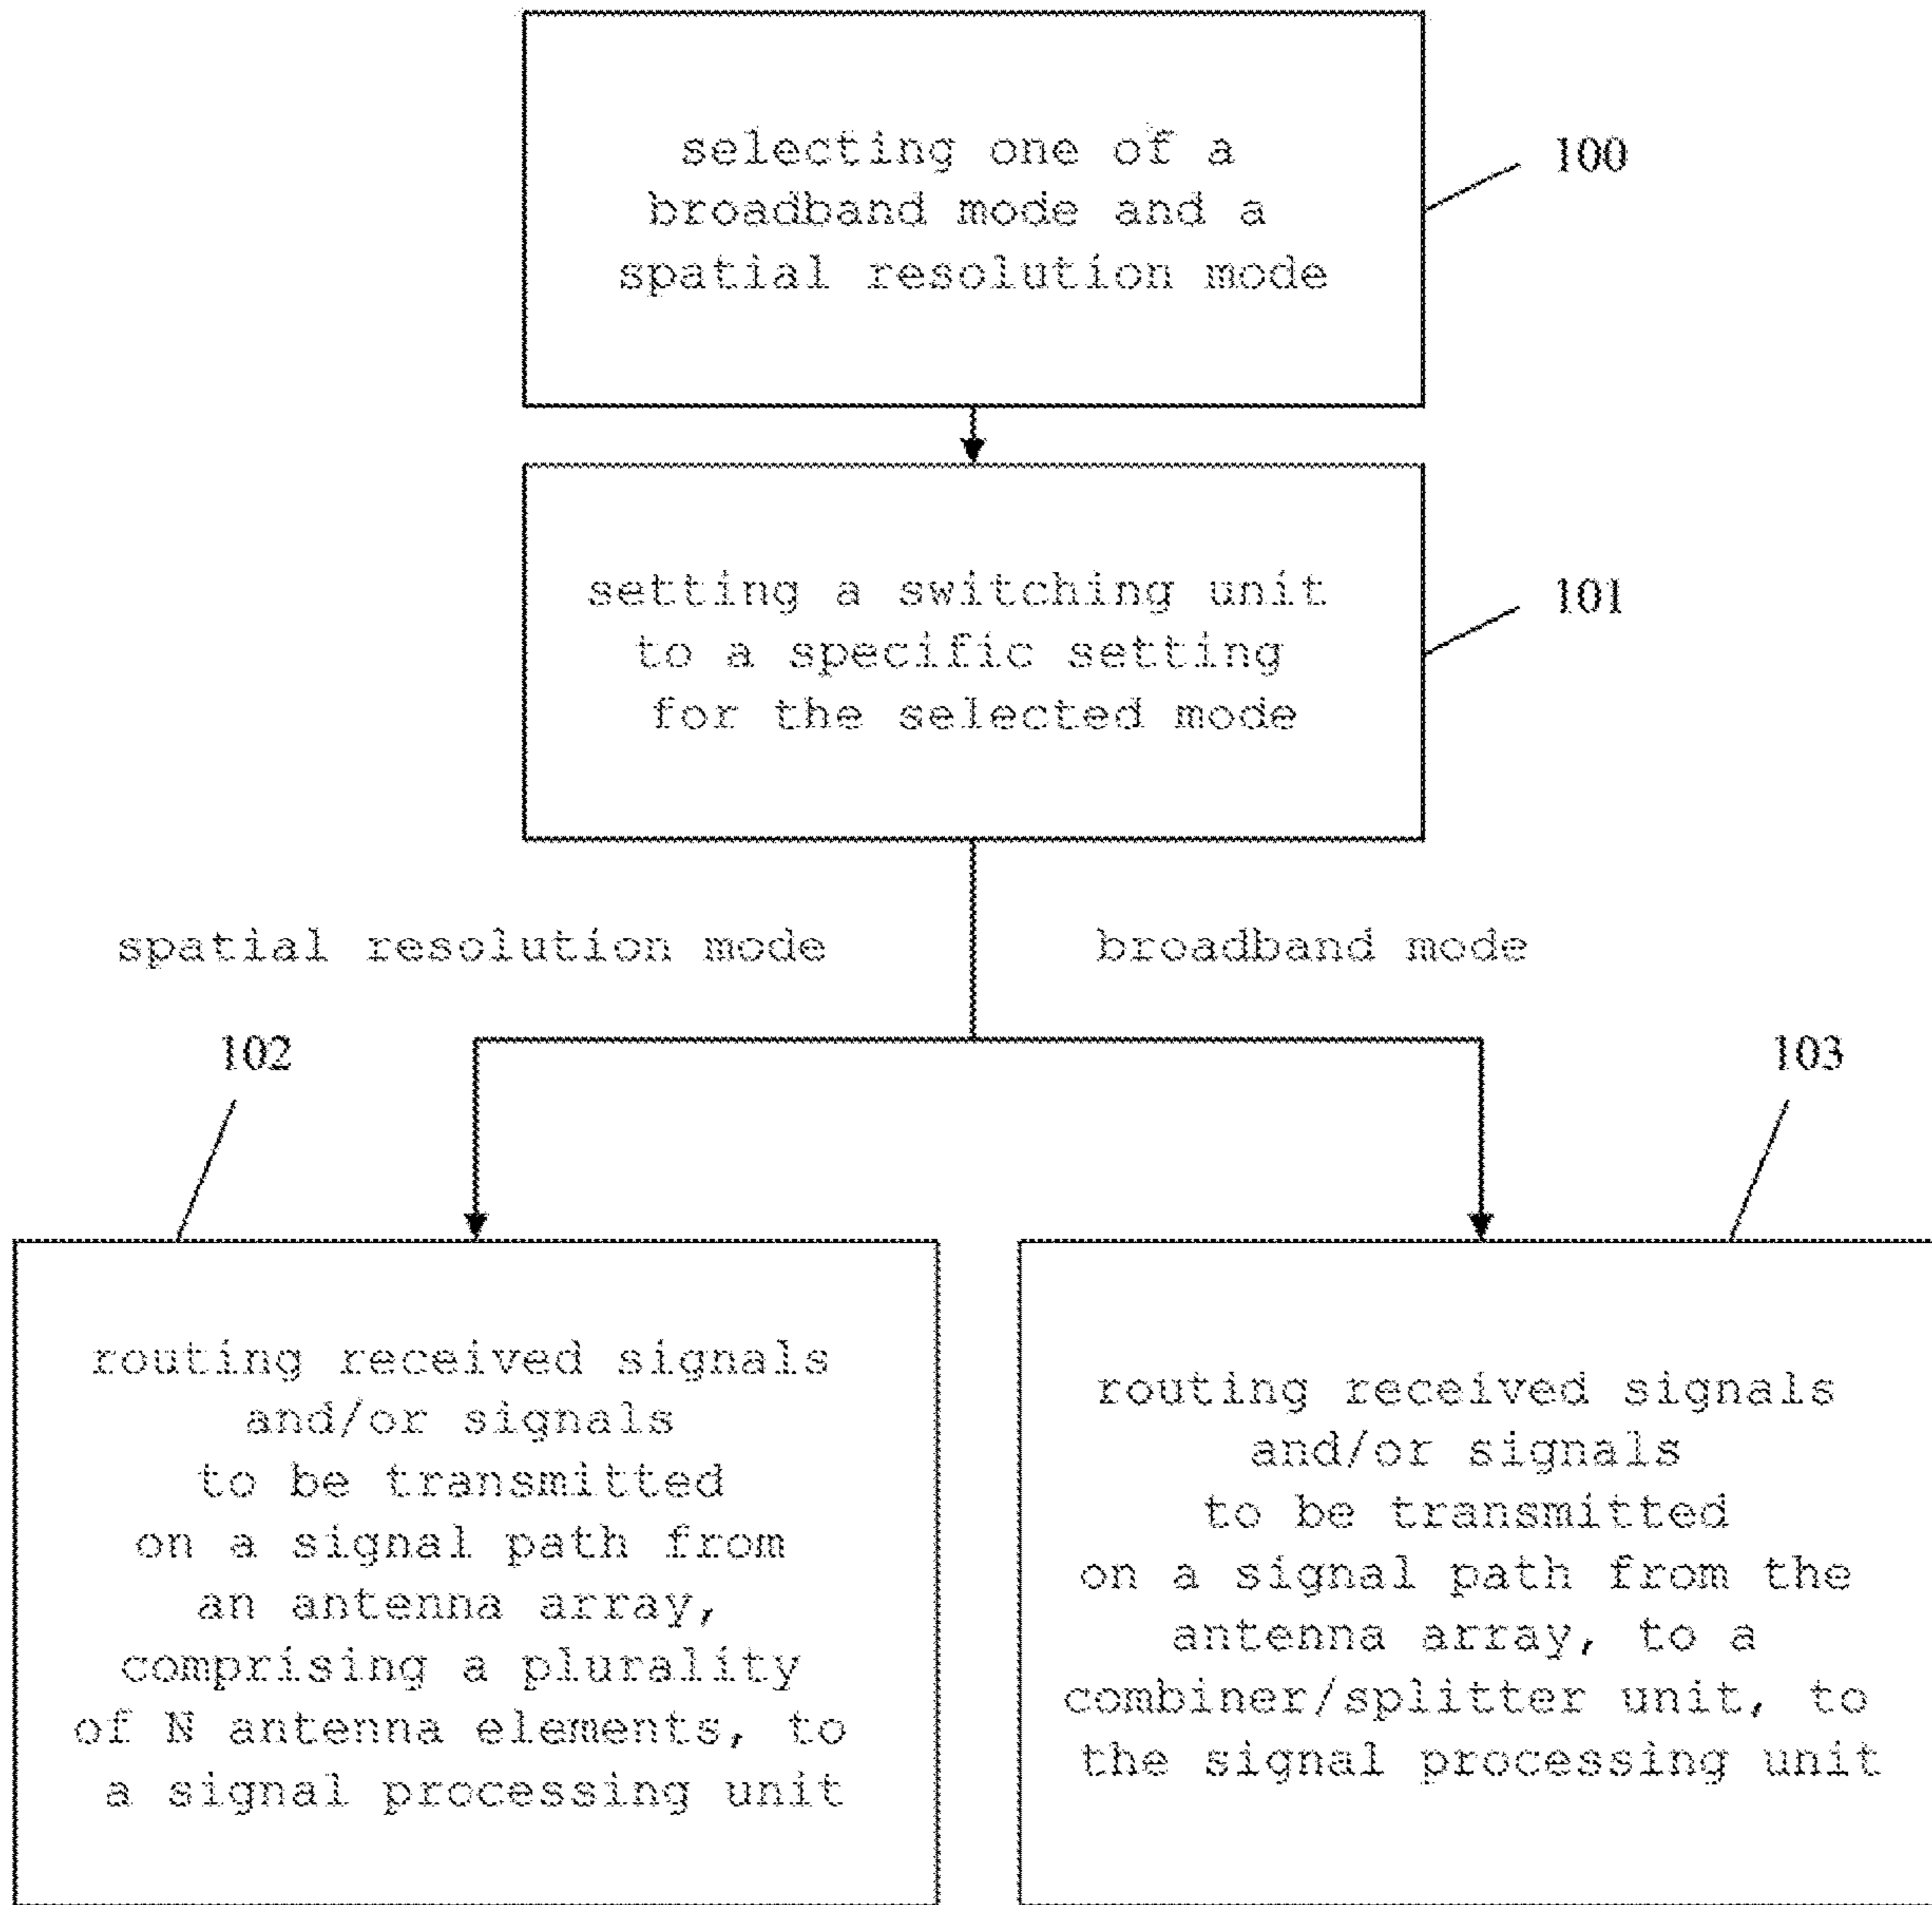 selecting one of a
broadband mode and a
spatial resolution mode
100
setting a switching unit
to a specific setting
for the selected mode
101
spatial resolution mode
broadband mode
102
103
routing received signals
and/or signals
to be transmitted
on a signal path from
an antenna array,
comprising a plurality
of N antenna elements, to
a signal processing unit
routing received signals
and/or signals
to be transmitted
on a signal path from the
antenna array, to a
combiner/splitter unit, to
the signal processing unit